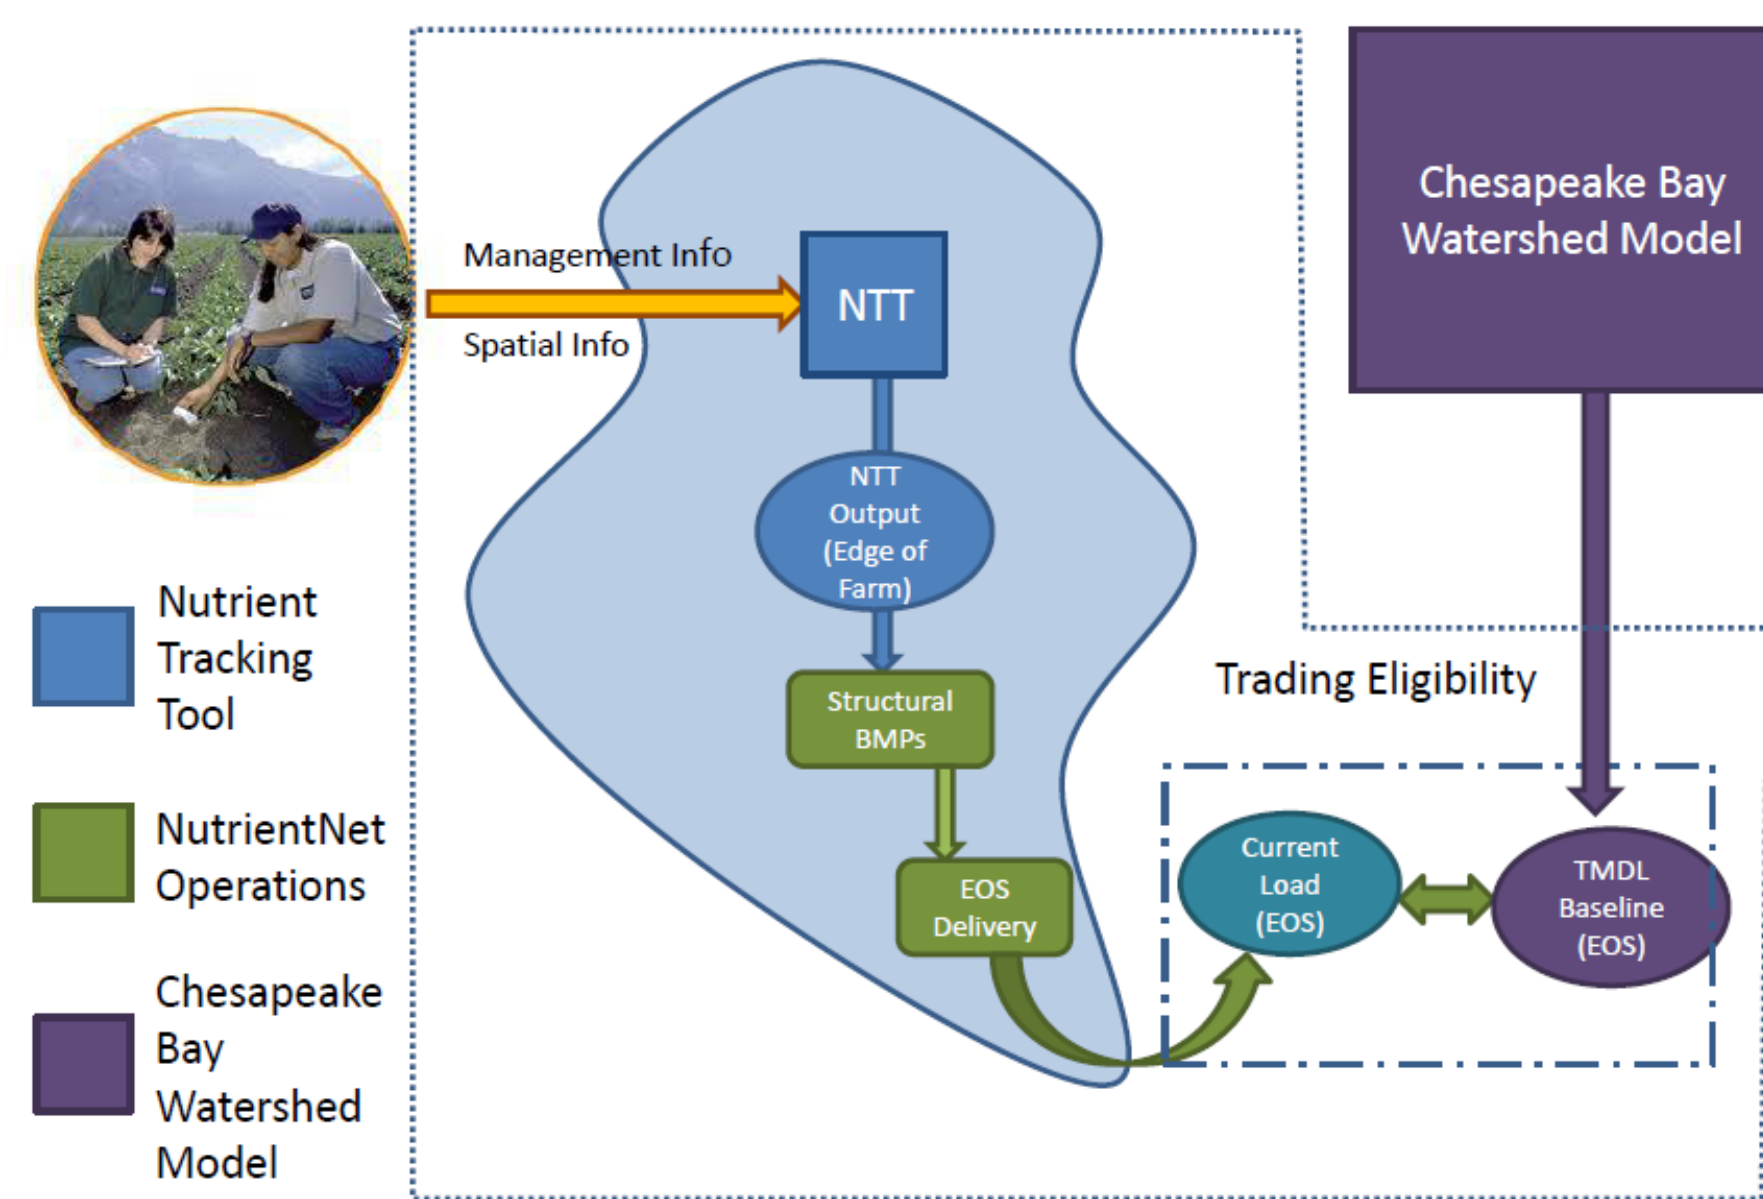 Management Info
Spatial Info
NTT
NTT
Output
(Edge of
Farm)
Structural
BMPs
EOS
Delivery
Chesapeake Bay
Watershed Model
Trading Eligibility
Current
Load
(EOS)
TMDL
Baseline
(EOS)
Nutrient
Tracking
Tool
NutrientNet
Operations
Chesapeake
Bay
Watershed
Model